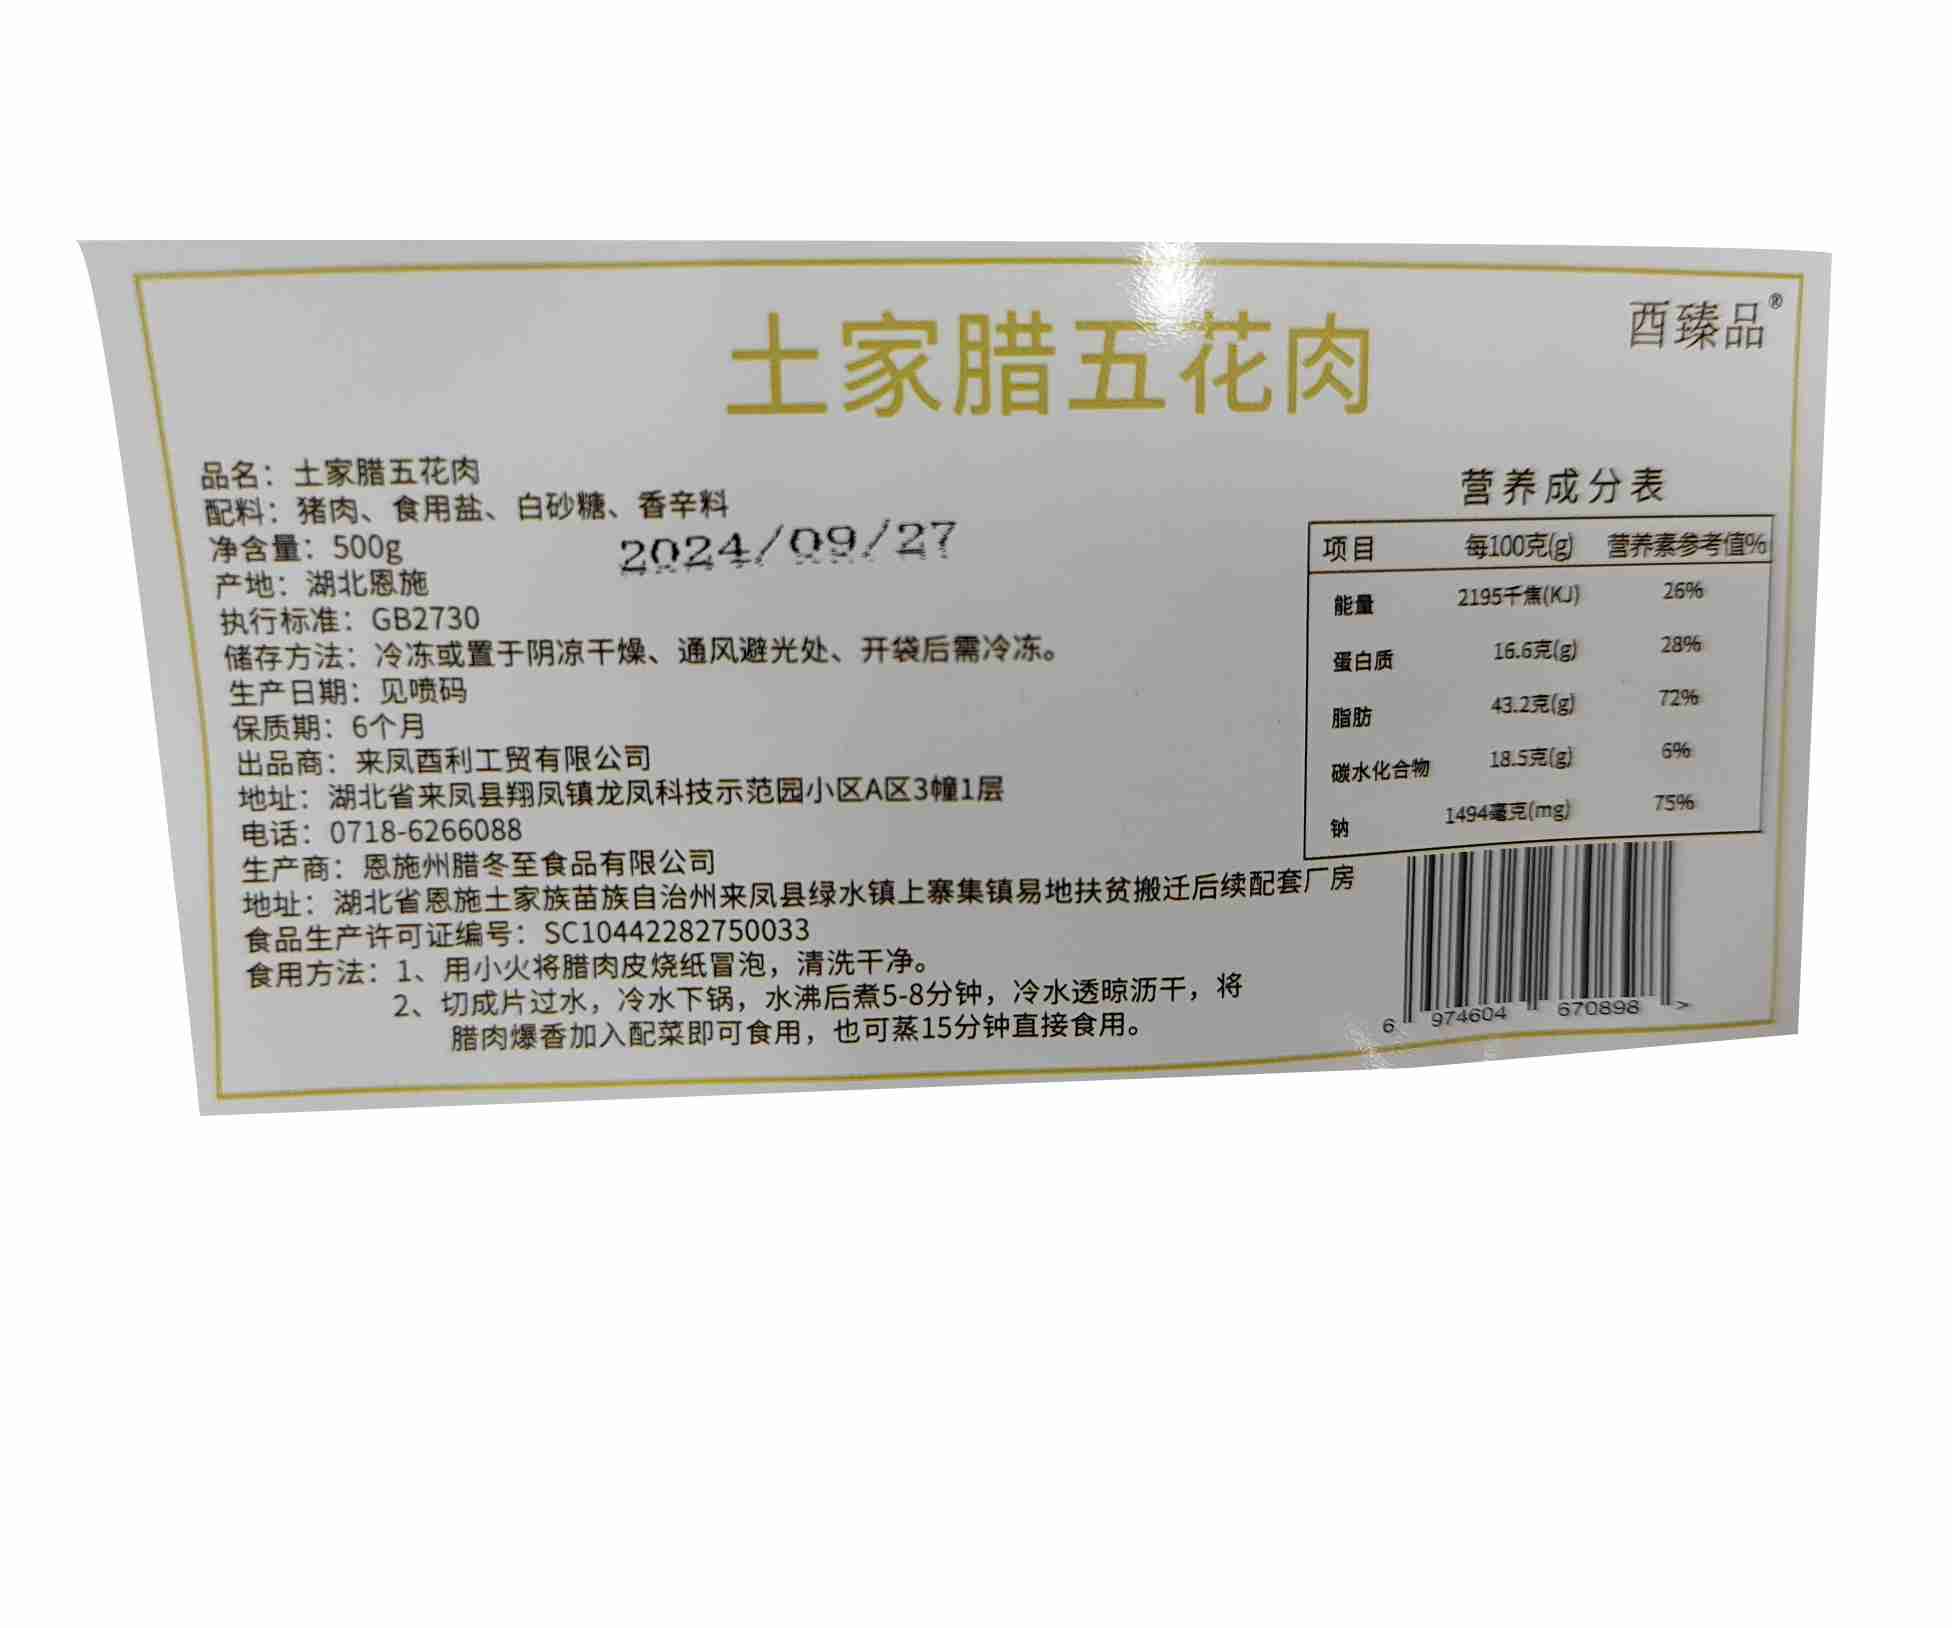 酉臻品®
土家腊五花肉
品名：土家腊五花肉
配料：猪肉、食用盐、白砂糖、香辛料
净含量：500g
2024/09/27
产地：湖北恩施
执行标准：GB2730
储存方法：冷冻或置于阴凉干燥、通风避光处、开袋后需冷冻。
生产日期：见喷码
保质期：6个月
出品商：来凤酉利工贸有限公司
地址：湖北省来凤县翔凤镇龙凤科技示范园小区A区3幢1层
电话：0718-6266088
生产商：恩施州腊冬至食品有限公司
地址：湖北省恩施土家族苗族自治州来凤县绿水镇上寨集镇易地扶贫搬迁后续配套厂房
食品生产许可证编号：SC10442282750033
食用方法：1、用小火将腊肉皮烧纸冒泡，清洗干净。
2、切成片过水，冷水下锅，水沸后煮5-8分钟，冷水透晾沥干，将
腊肉爆香加入配菜即可食用，也可蒸15分钟直接食用。
营养成分表
项目 每100克(g) 营养素参考值%
能量 2195千焦(KJ) 26%
蛋白质 16.6克(g) 28%
脂肪 43.2克(g) 72%
碳水化合物 18.5克(g) 6%
钠 1494毫克(mg) 75%
6 974604 670898 >